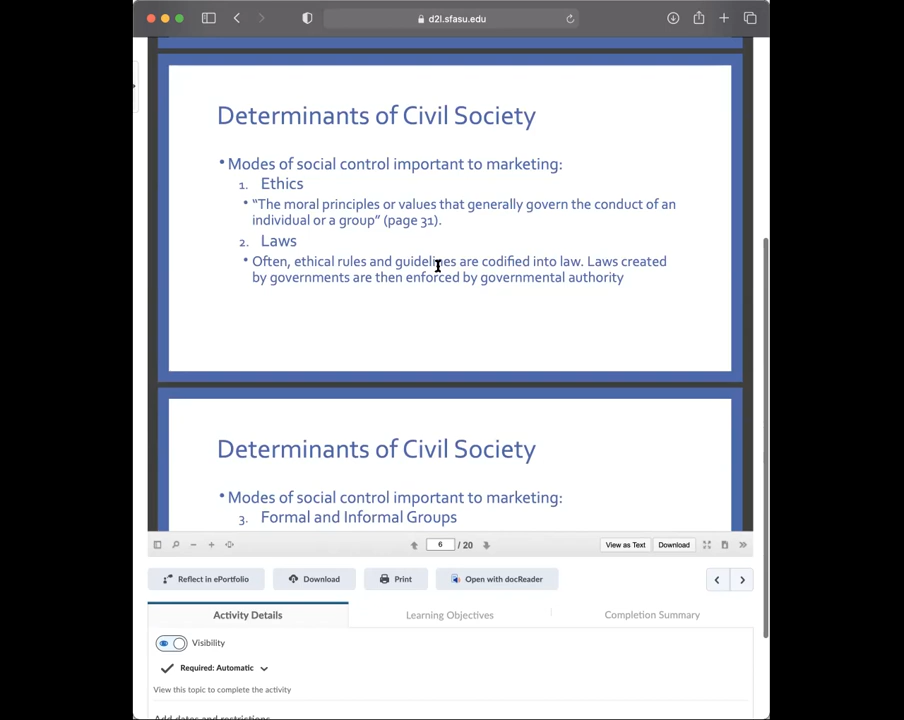 d2l.sfasu.edu
Determinants of Civil Society
• Modes of social control important to marketing:
1. Ethics
• “The moral principles or values that generally govern the conduct of an
individual or a group” (page 31).
2. Laws
• Often, ethical rules and guidelines are codified into law. Laws created
by governments are then enforced by governmental authority
Determinants of Civil Society
• Modes of social control important to marketing:
3. Formal and Informal Groups
6 / 20
View as Text
Download
Reflect in ePortfolio
Download
Print
Open with docReader
Activity Details
Learning Objectives
Completion Summary
Visibility
Required: Automatic
View this topic to complete the activity
Add dates and restrictions